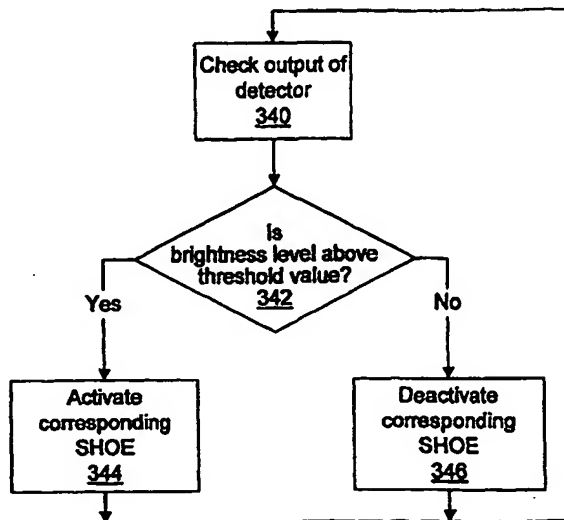 Check output of
detector
340
Is
brightness level above
threshold value?
342
Yes
No
Activate
corresponding
SHOE
344
Deactivate
corresponding
SHOE
346